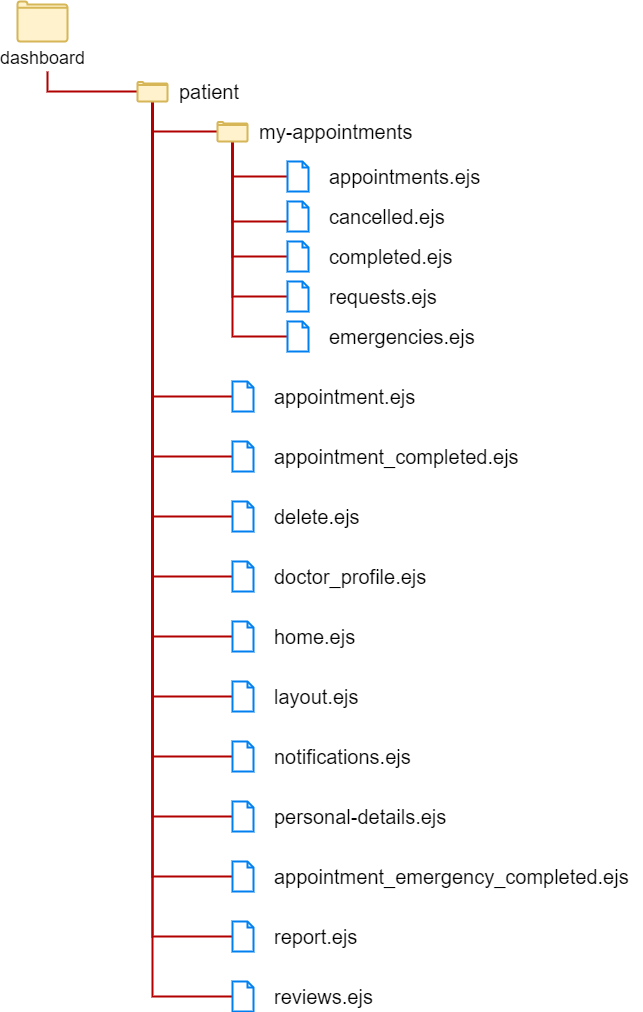 dashboard
patient
my-appointments
appointments.ejs
cancelled.ejs
completed.ejs
requests.ejs
emergencies.ejs
appointment.ejs
appointment_completed.ejs
delete.ejs
doctor_profile.ejs
home.ejs
layout.ejs
notifications.ejs
personal-details.ejs
appointment_emergency_completed.ejs
report.ejs
reviews.ejs